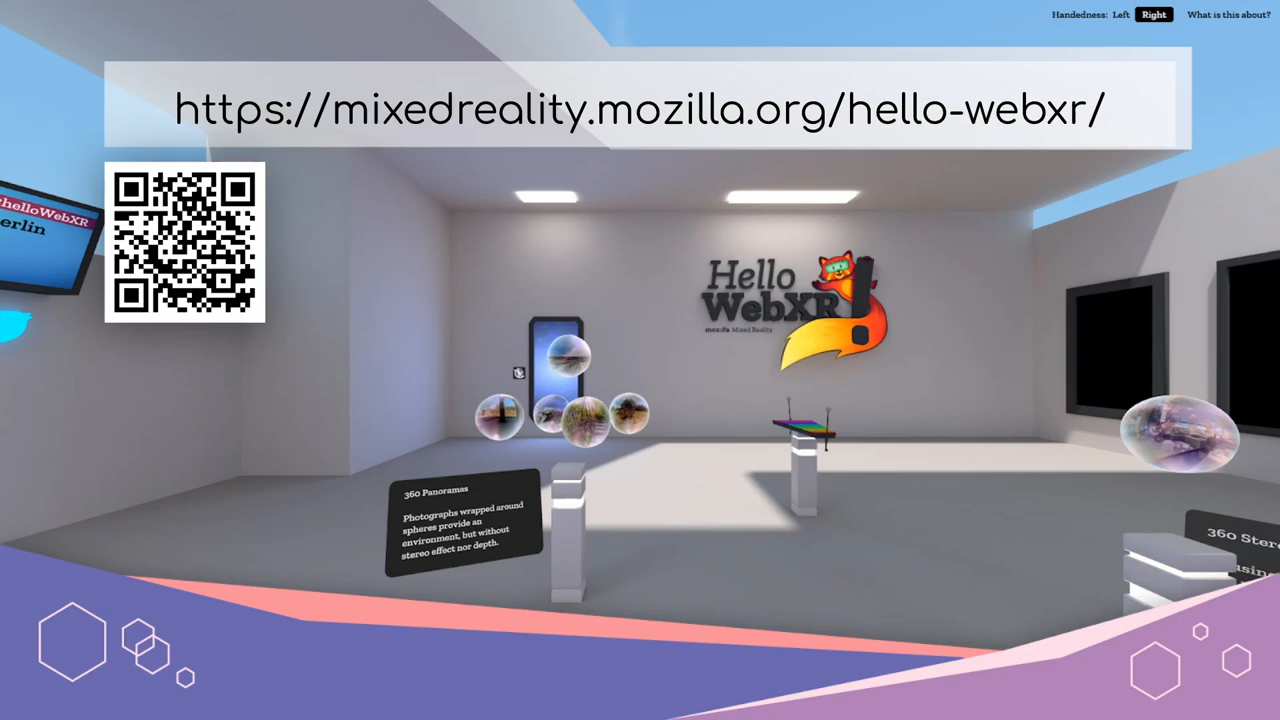 Handedness: Left Right What is this about?
https://mixedreality.mozilla.org/hello-webxr/
helloWebXR
erlin
Hello
WebXR!
mozilla Mixed Reality
360 Panoramas
Photographs wrapped around
spheres provide an
environment, but without
stereo effect nor depth.
360 Stere
using